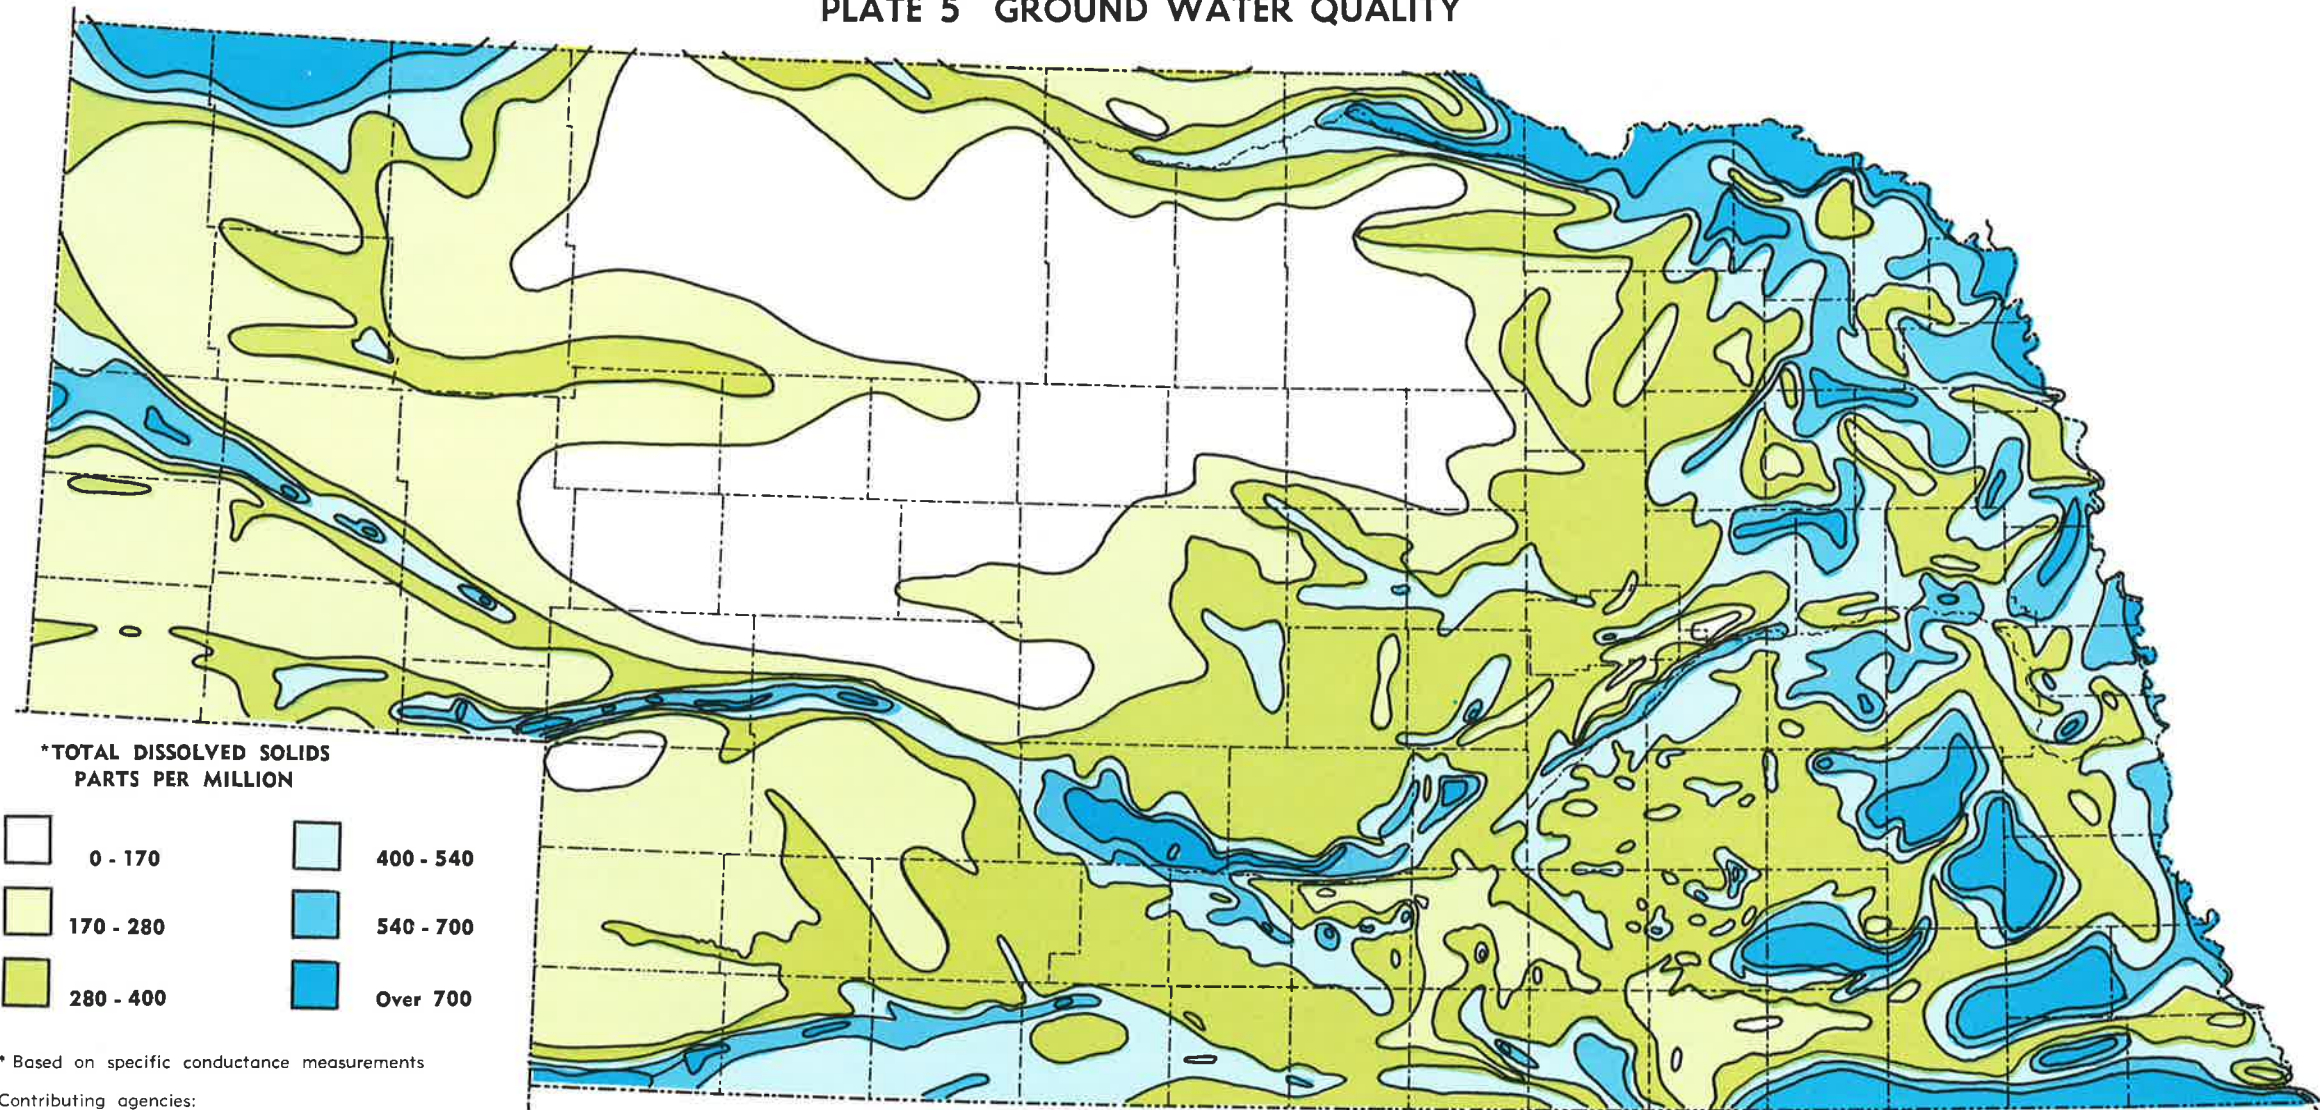 PLATE 5 GROUND WATER QUALITY
*TOTAL DISSOLVED SOLIDS
PARTS PER MILLION
0 - 170
400 - 540
170 - 280
540 - 700
280 - 400
Over 700
* Based on specific conductance measurements
Contributing agencies: